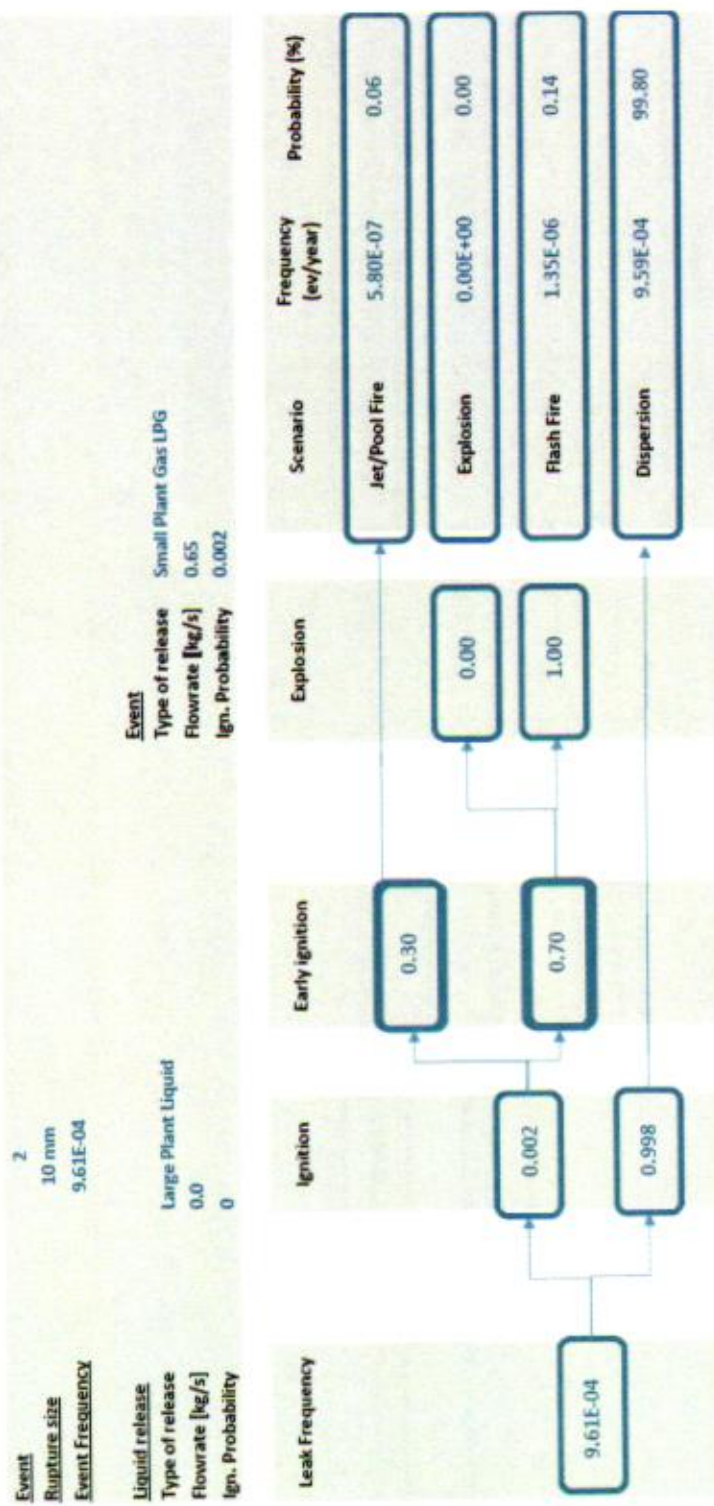 Event 2
Rupture size 10 mm
Event Frequency 9.61E-04
Liquid release
Type of release Large Plant Liquid
Flowrate [kg/s] 0.0
Ign. Probability 0
Event
Type of release Small Plant Gas LPG
Flowrate [kg/s] 0.65
Ign. Probability 0.002
Leak Frequency Ignition Early ignition Explosion Scenario Frequency (ev/year) Probability (%)
0.30 Jet/Pool Fire 5.80E-07 0.06
0.002 0.00 Explosion 0.00E+00 0.00
0.70 1.00 Flash Fire 1.35E-06 0.14
9.61E-04
0.998 Dispersion 9.59E-04 99.80